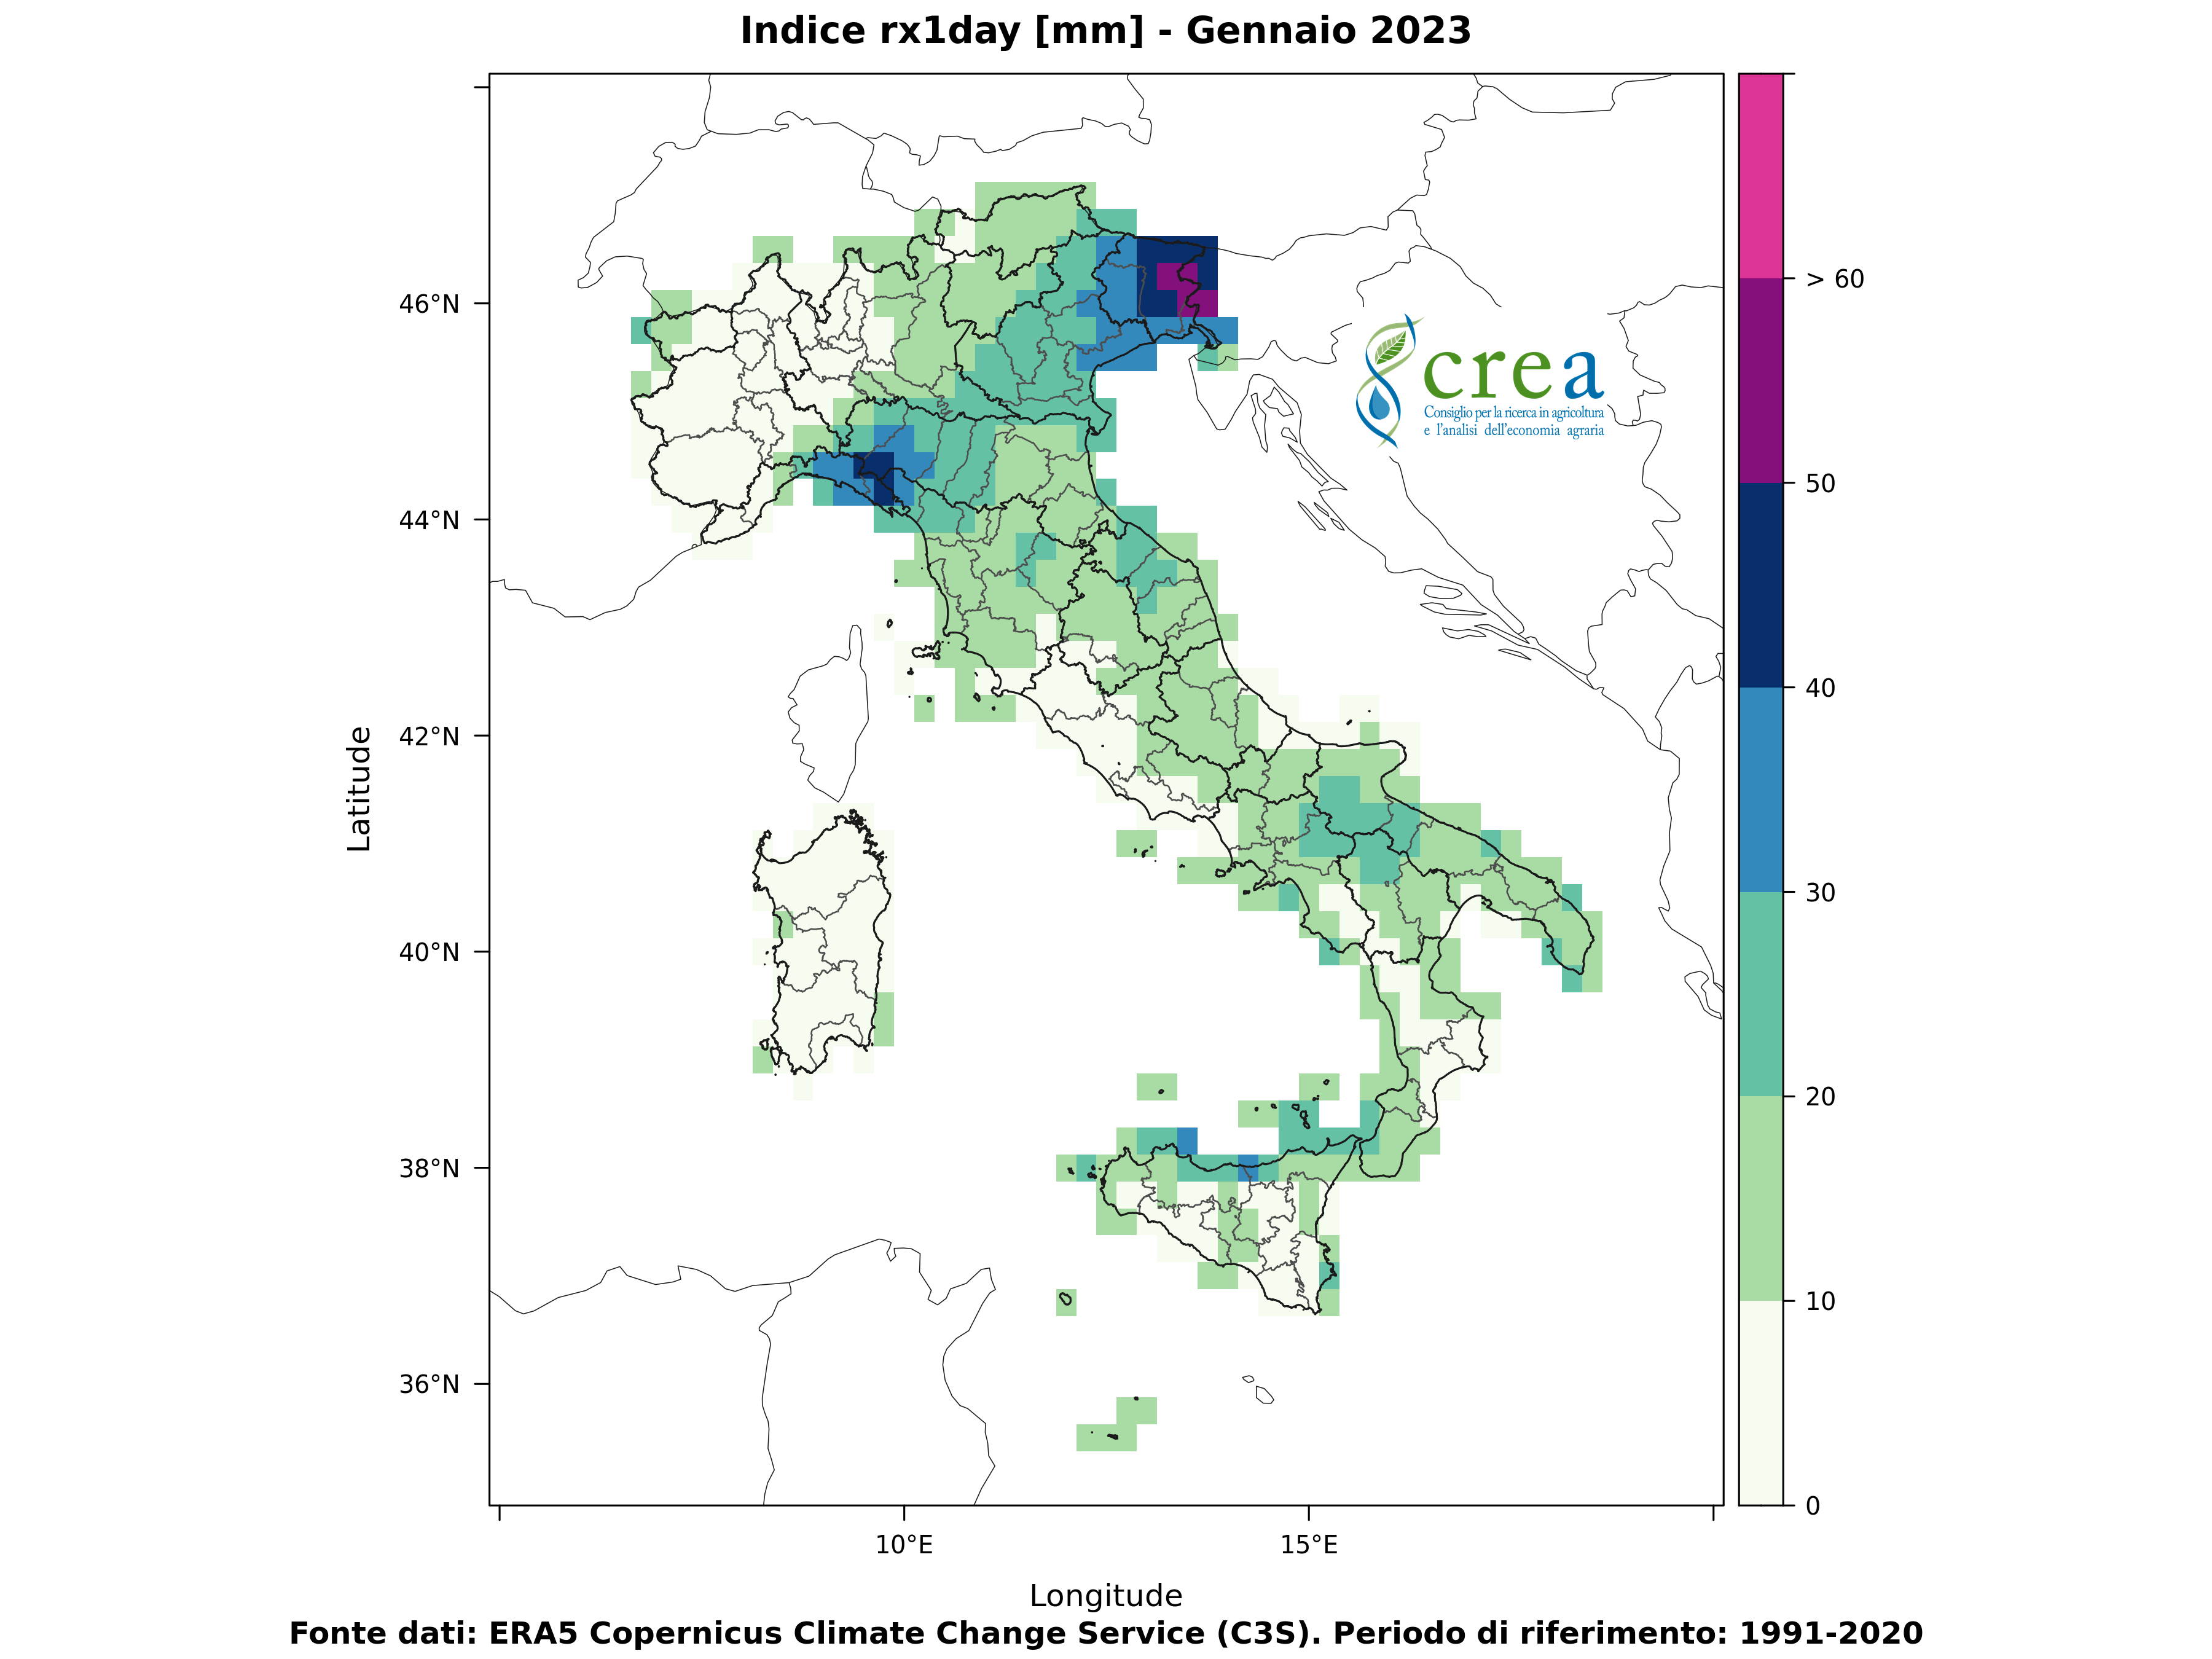 Indice rx1day [mm] - Gennaio 2023
> 60
50
40
30
20
10
0
46°N
44°N
42°N
40°N
38°N
36°N
Latitude
crea
Consiglio per la ricerca in agricoltura
e l'analisi dell'economia agraria
10°E
15°E
Longitude
Fonte dati: ERA5 Copernicus Climate Change Service (C3S). Periodo di riferimento: 1991-2020